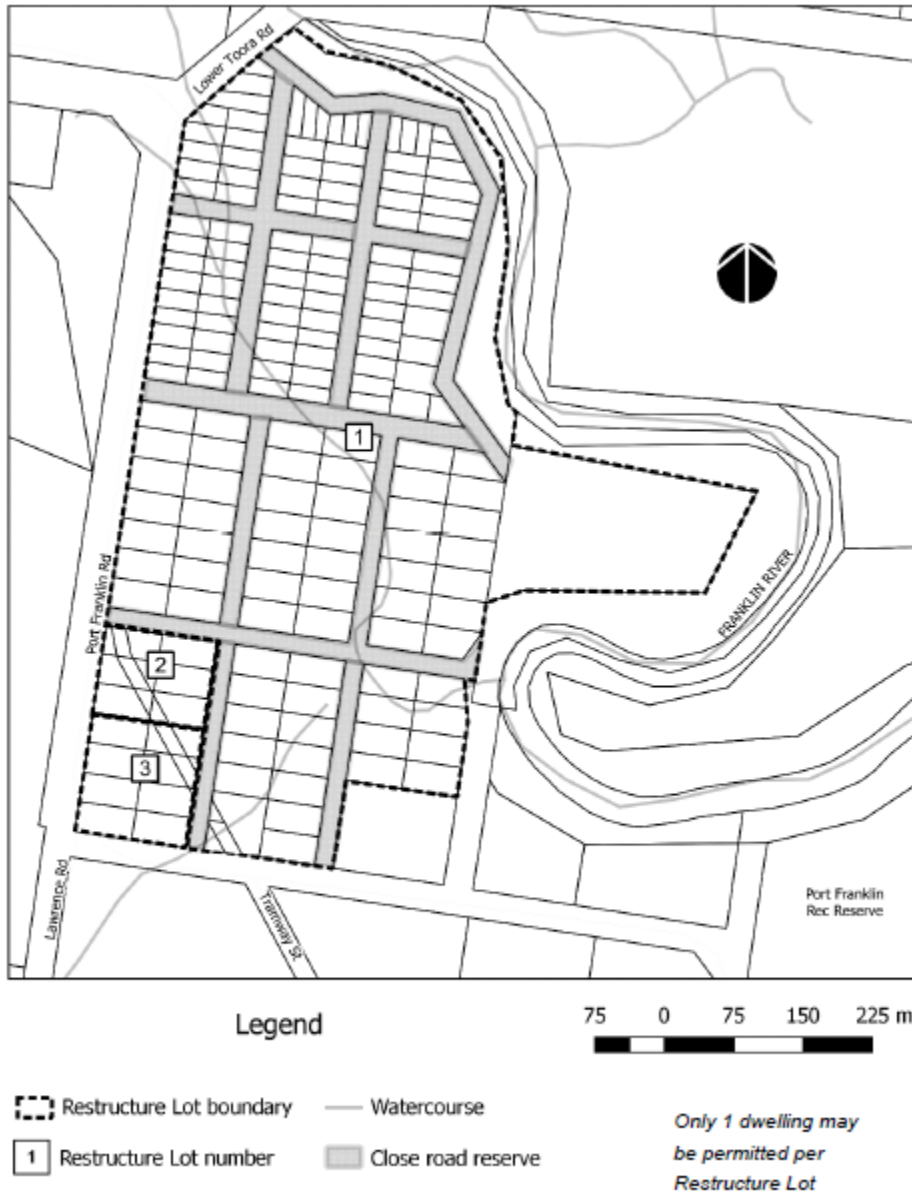 Lower Toora Rd
1
Port Franklin Rd
FRANKLIN RIVER
2
3
Lawrence Rd
Tramway St
Port Franklin
Rec Reserve
Legend
75 0 75 150 225 m
Restructure Lot boundary
Watercourse
1 Restructure Lot number
Close road reserve
Only 1 dwelling may
be permitted per
Restructure Lot